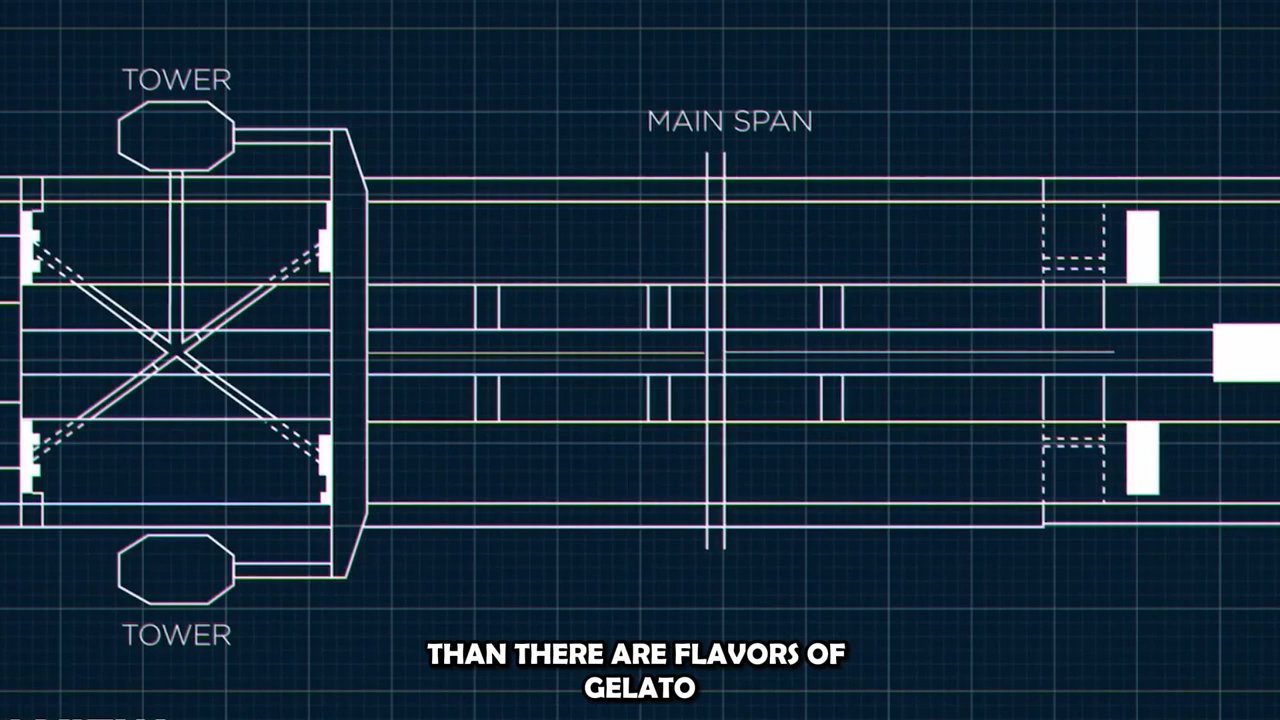 TOWER
MAIN SPAN
TOWER
THAN THERE ARE FLAVORS OF
GELATO